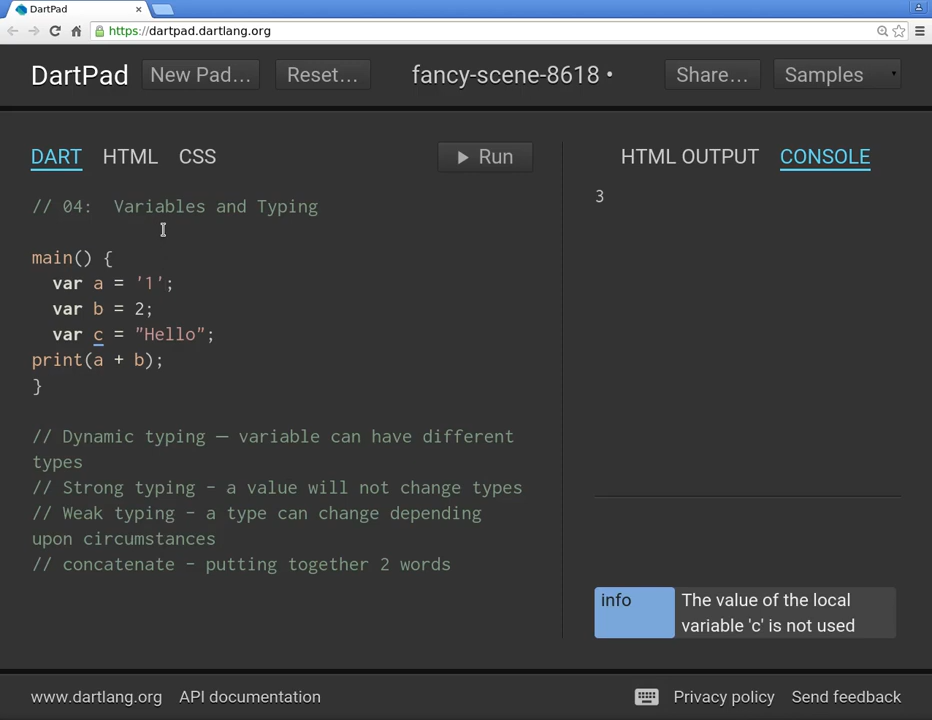 DartPad
https://dartpad.dartlang.org
DartPad New Pad... Reset... fancy-scene-8618 • Share... Samples
DART HTML CSS Run HTML OUTPUT CONSOLE
// 04:  Variables and Typing
main() {
  var a = '1';
  var b = 2;
  var c = "Hello";
print(a + b);
}
// Dynamic typing – variable can have different
types
// Strong typing - a value will not change types
// Weak typing - a type can change depending
upon circumstances
// concatenate - putting together 2 words
3
info The value of the local
variable 'c' is not used
www.dartlang.org API documentation Privacy policy Send feedback